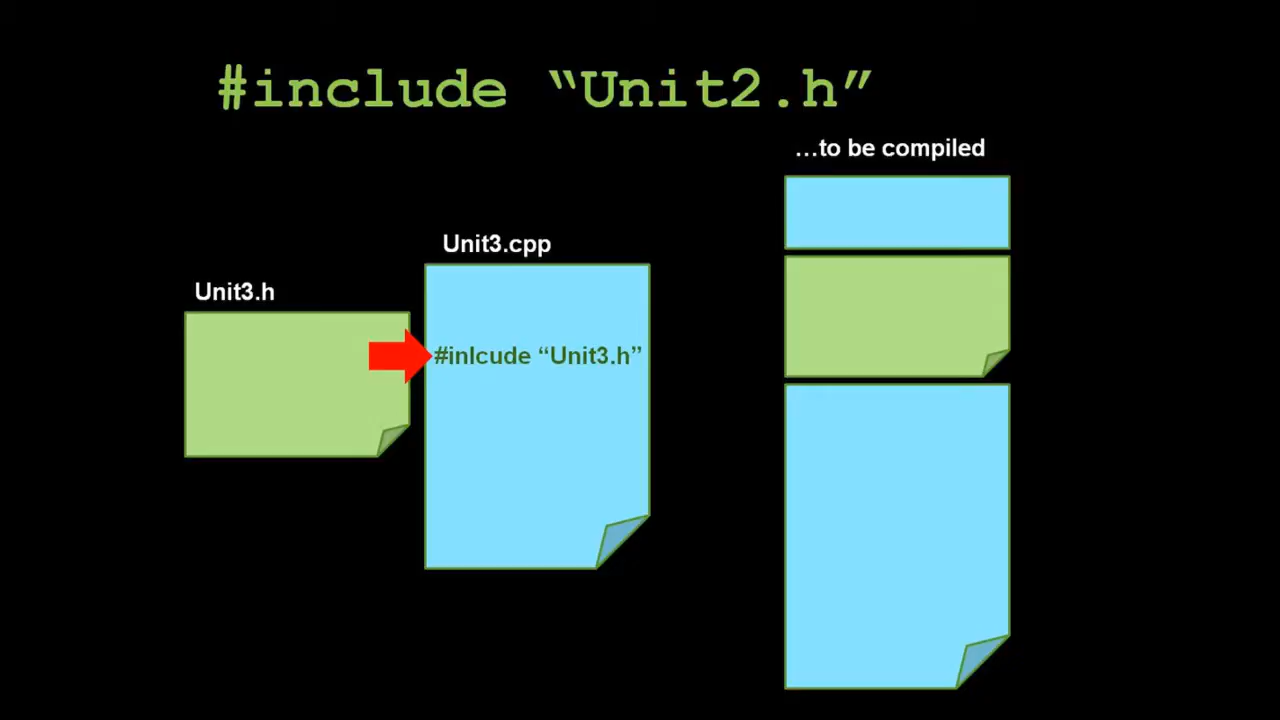 #include “Unit2.h”
…to be compiled
Unit3.cpp
Unit3.h
#inlcude “Unit3.h”